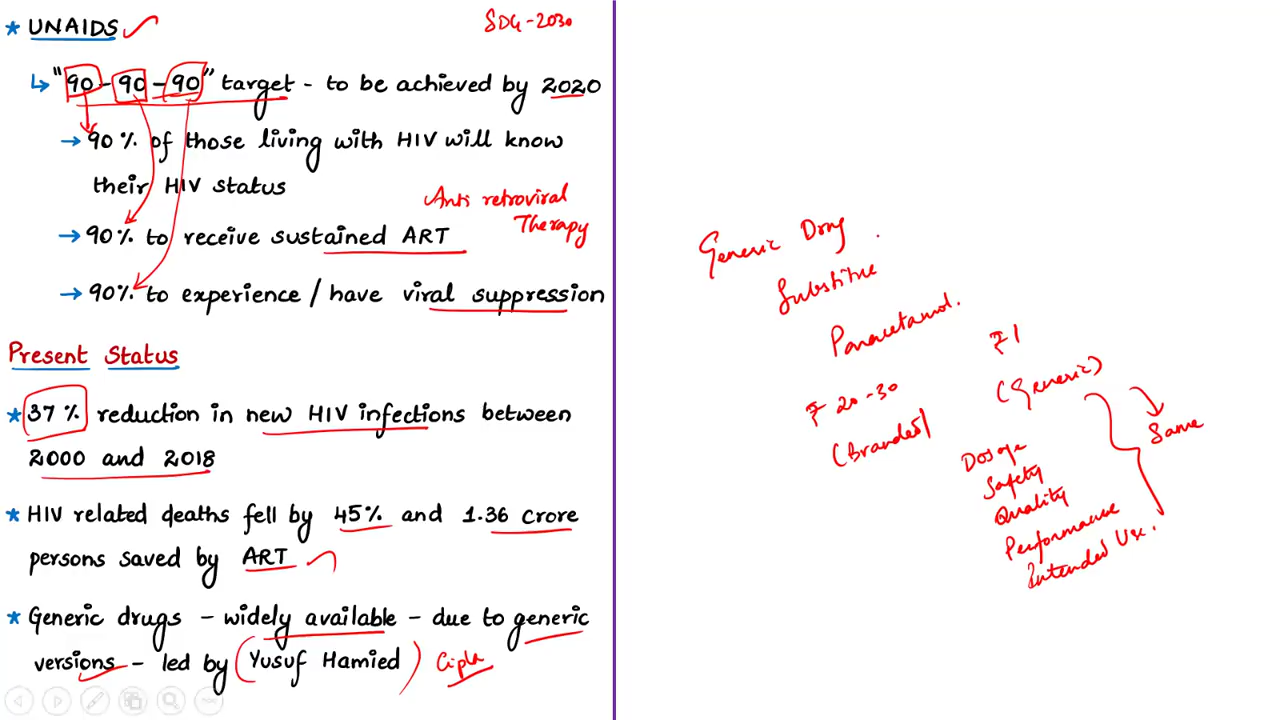 * UNAIDS
SDG-2030
↳ "90-90-90" target - to be achieved by 2020
→ 90% of those living with HIV will know
their HIV status
Anti retroviral
Therapy
→ 90% to receive sustained ART
→ 90% to experience / have viral suppression
Present Status
* 37% reduction in new HIV infections between
2000 and 2018
* HIV related deaths fell by 45% and 1.36 crore
persons saved by ART
* Generic drugs - widely available - due to generic
versions - led by (Yusuf Hamied) Cipla
Generic Drug
Substitue
Paracetamol.
₹ 20-30
(Branded)
₹1
(Generic)
Same
Dosage
Safety
Quality
Performance
Intended Use.